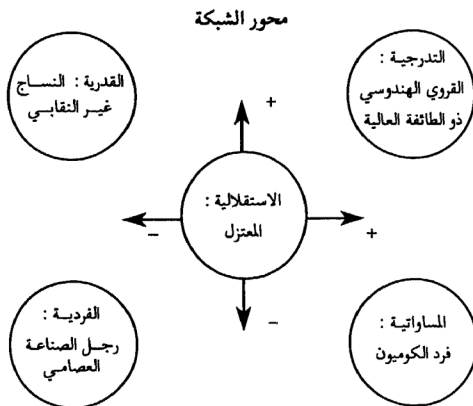 محور الشبكة
التدرجية :
القروي الهندوسي
ذو الطائفة العالية
القدرية : النساج
غير النقابي
+
الاستقلالية :
المعتزل
–
+
–
المساواتية :
فرد الكوميون
الفردية :
رجل الصناعة
العصامي